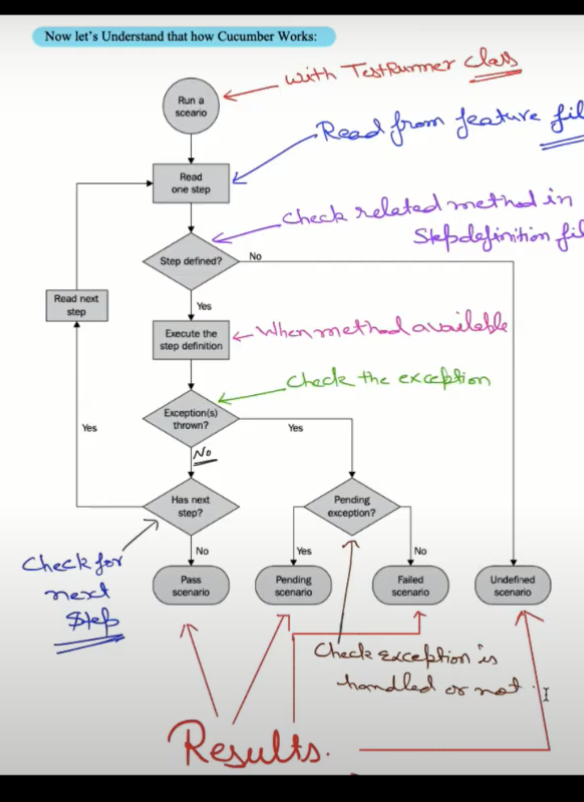 Now let's Understand that how Cucumber Works:
with TestRunner class
Run a
sceario
Read from feature fil
Read
one step
Check related method in
Stepdefinition fil
Step defined?
No
Yes
Read next
step
Execute the
step definition
When method available
Check the exception
Exception(s)
thrown?
Yes
Yes
No
Has next
step?
Pending
exception?
No
Yes
No
Check for
next
Step
Pass
scenario
Pending
scenario
Failed
scenario
Undefined
scenario
Check exception is
handled or not.
Results.